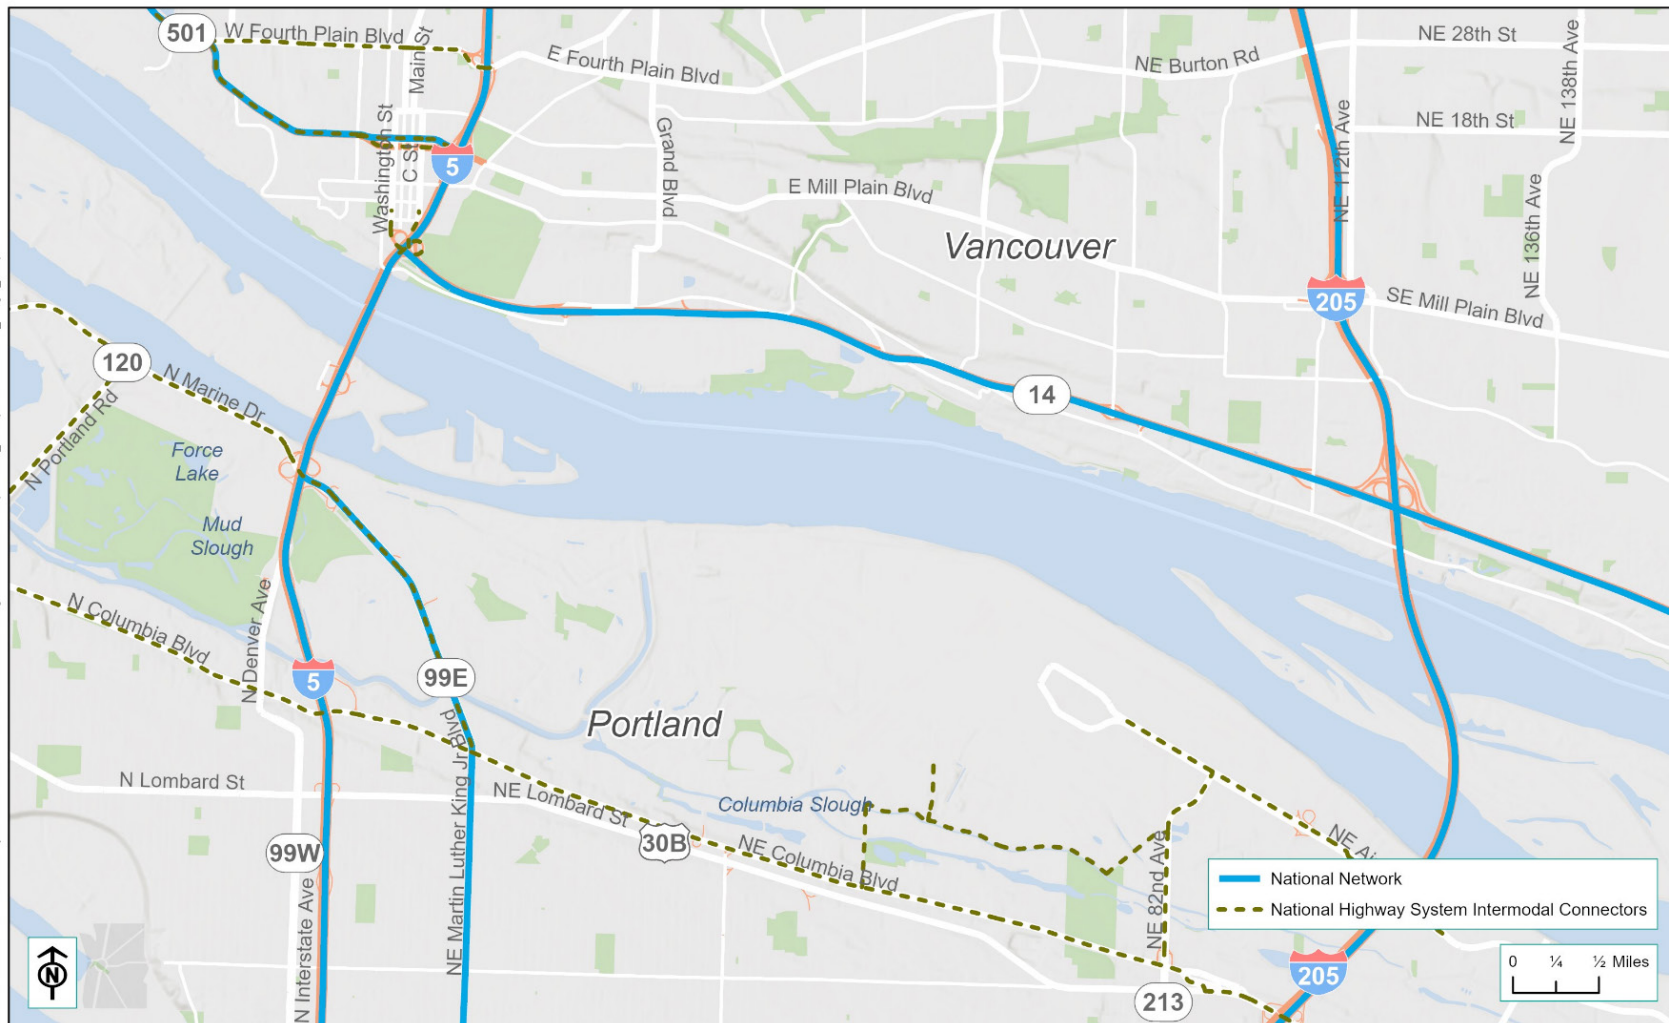 501
W Fourth Plain Blvd
Main St
E Fourth Plain Blvd
NE Burton Rd
NE 28th St
NE 138th Ave
NE 18th St
NE 112th Ave
Washington St
C St
5
Grand Blvd
E Mill Plain Blvd
Vancouver
NE 136th Ave
205
SE Mill Plain Blvd
120
N Marine Dr
14
N Portland Rd
Force
Lake
Mud
Slough
N Columbia Blvd
N Denver Ave
5
99E
Portland
N Lombard St
NE Lombard St
Columbia Slough
30B
NE Columbia Blvd
99W
N Interstate Ave
NE Martin Luther King Jr Blvd
NE 82nd Ave
NE
213
205
National Network
National Highway System Intermodal Connectors
0 ¼ ½ Miles
N